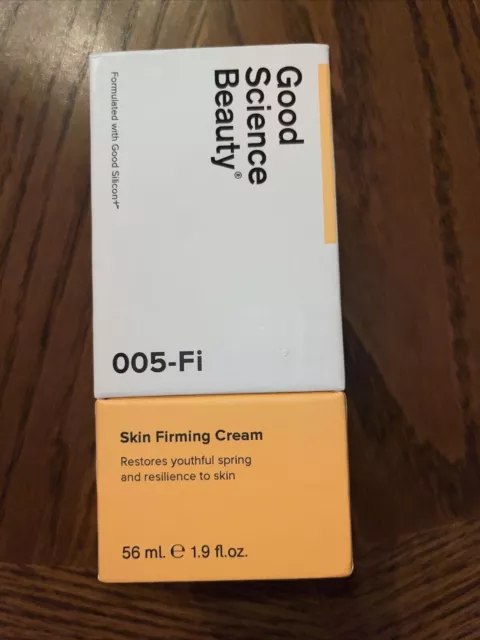 Good
Science
Beauty®
Formulated with Good Silicon+™
005-Fi
Skin Firming Cream
Restores youthful spring
and resilience to skin
56 ml. ℮ 1.9 fl.oz.